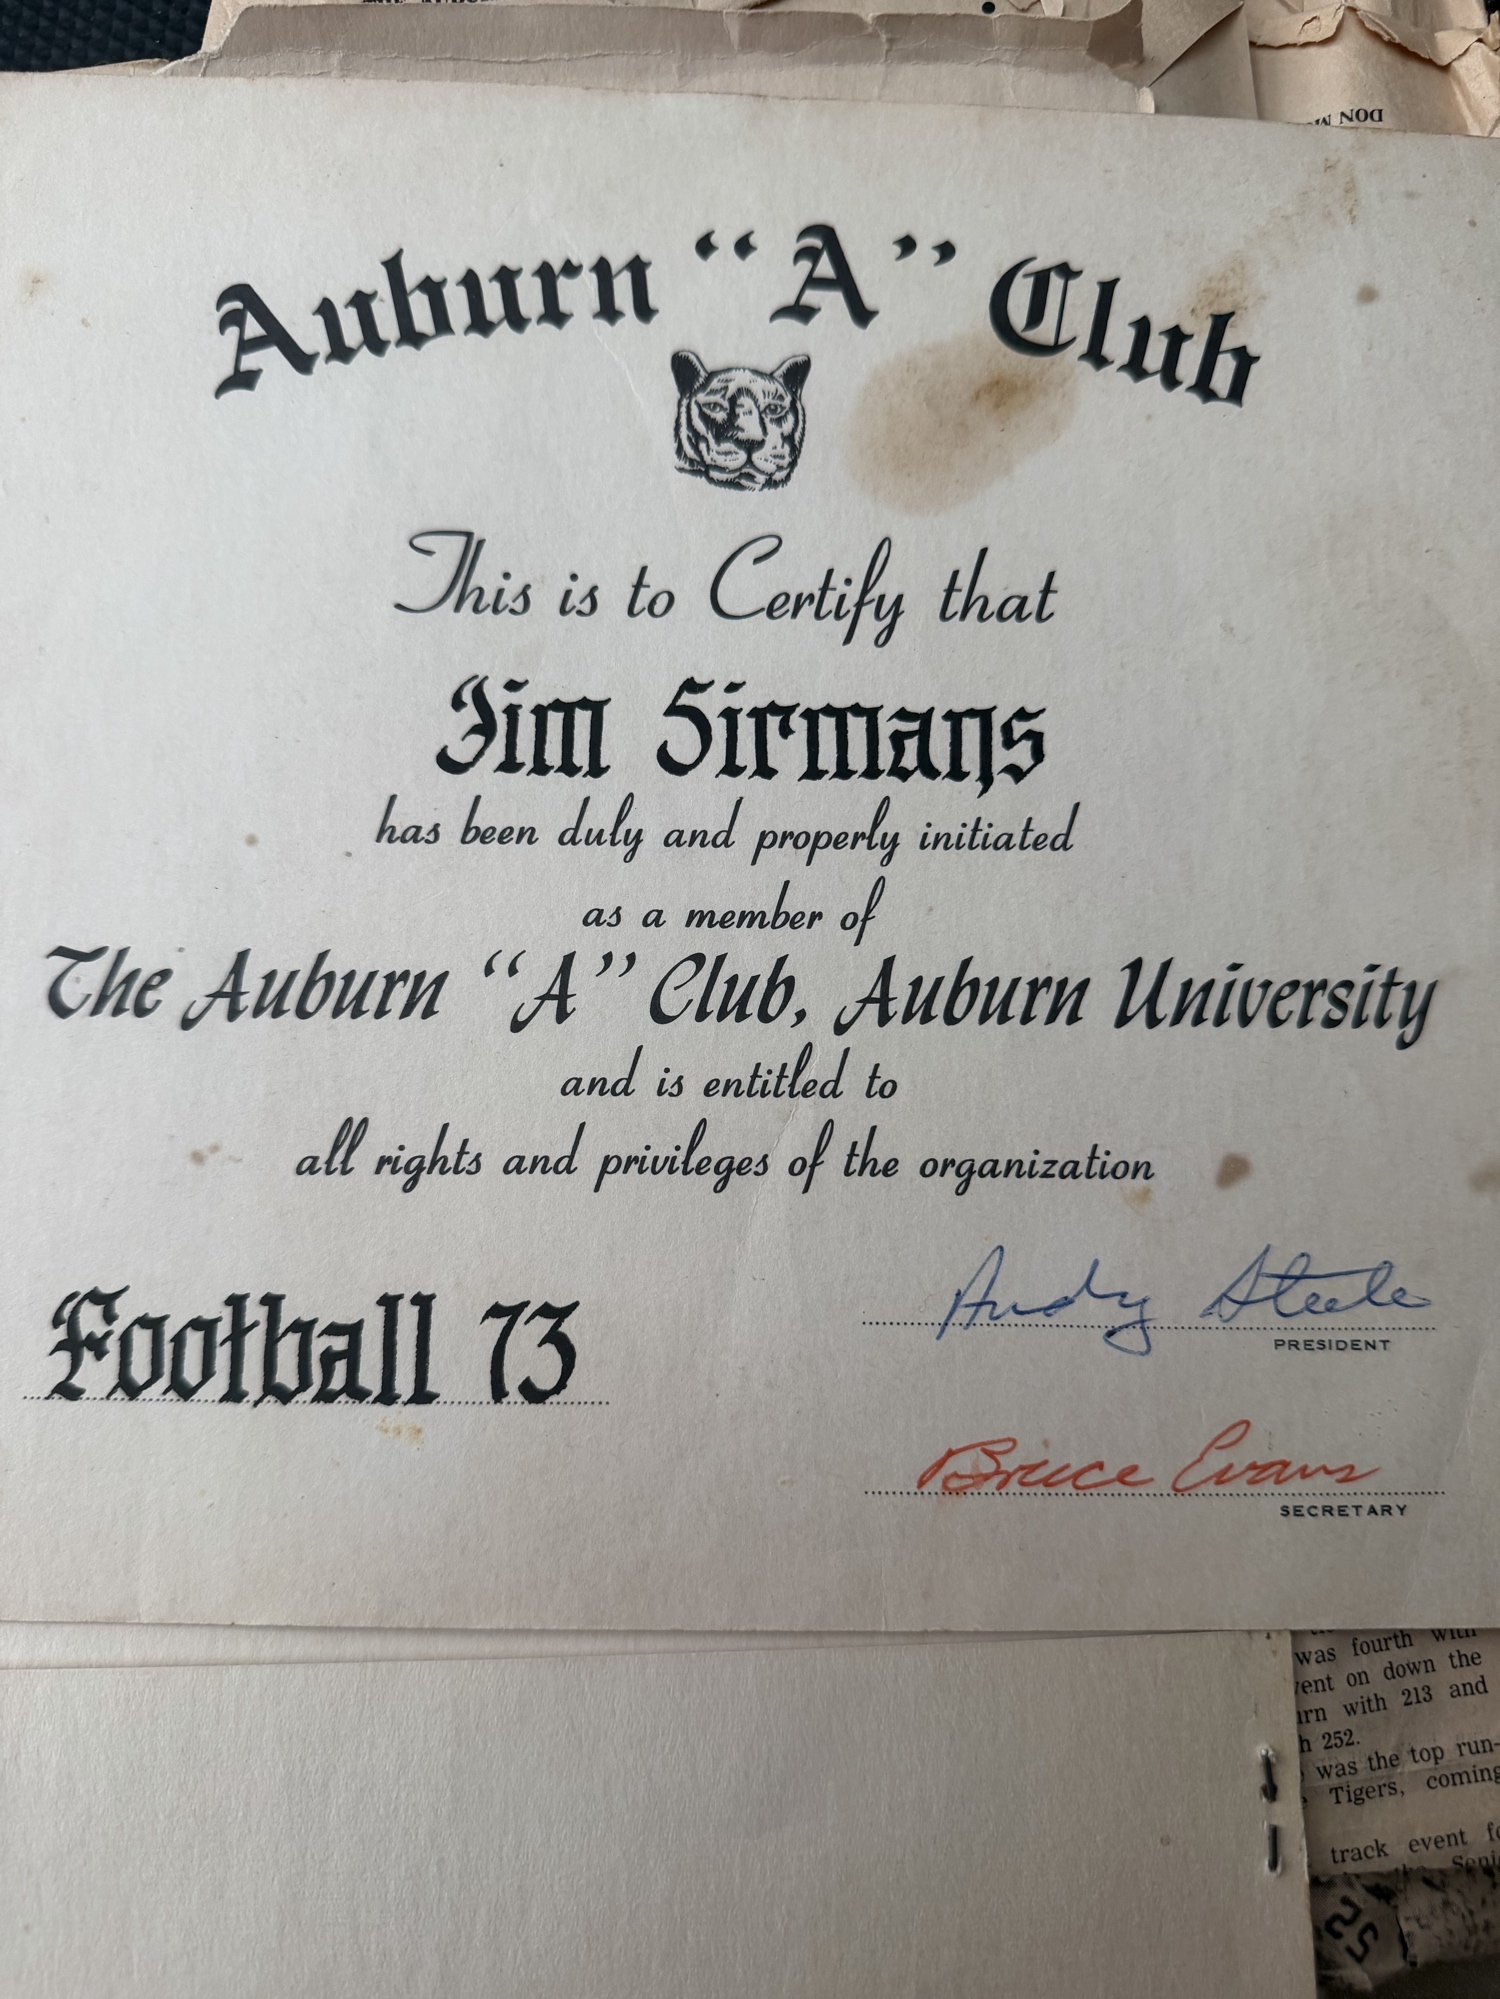 DON
Auburn “A” Club
This is to Certify that
Jim Sirmans
has been duly and properly initiated
as a member of
The Auburn “A” Club, Auburn University
and is entitled to
all rights and privileges of the organization
Football 73
Andy Steele
PRESIDENT
Bruce Evans
SECRETARY
was fourth with
on down the
with 213 and
252.
was the top run-
Tigers, coming
track event
25